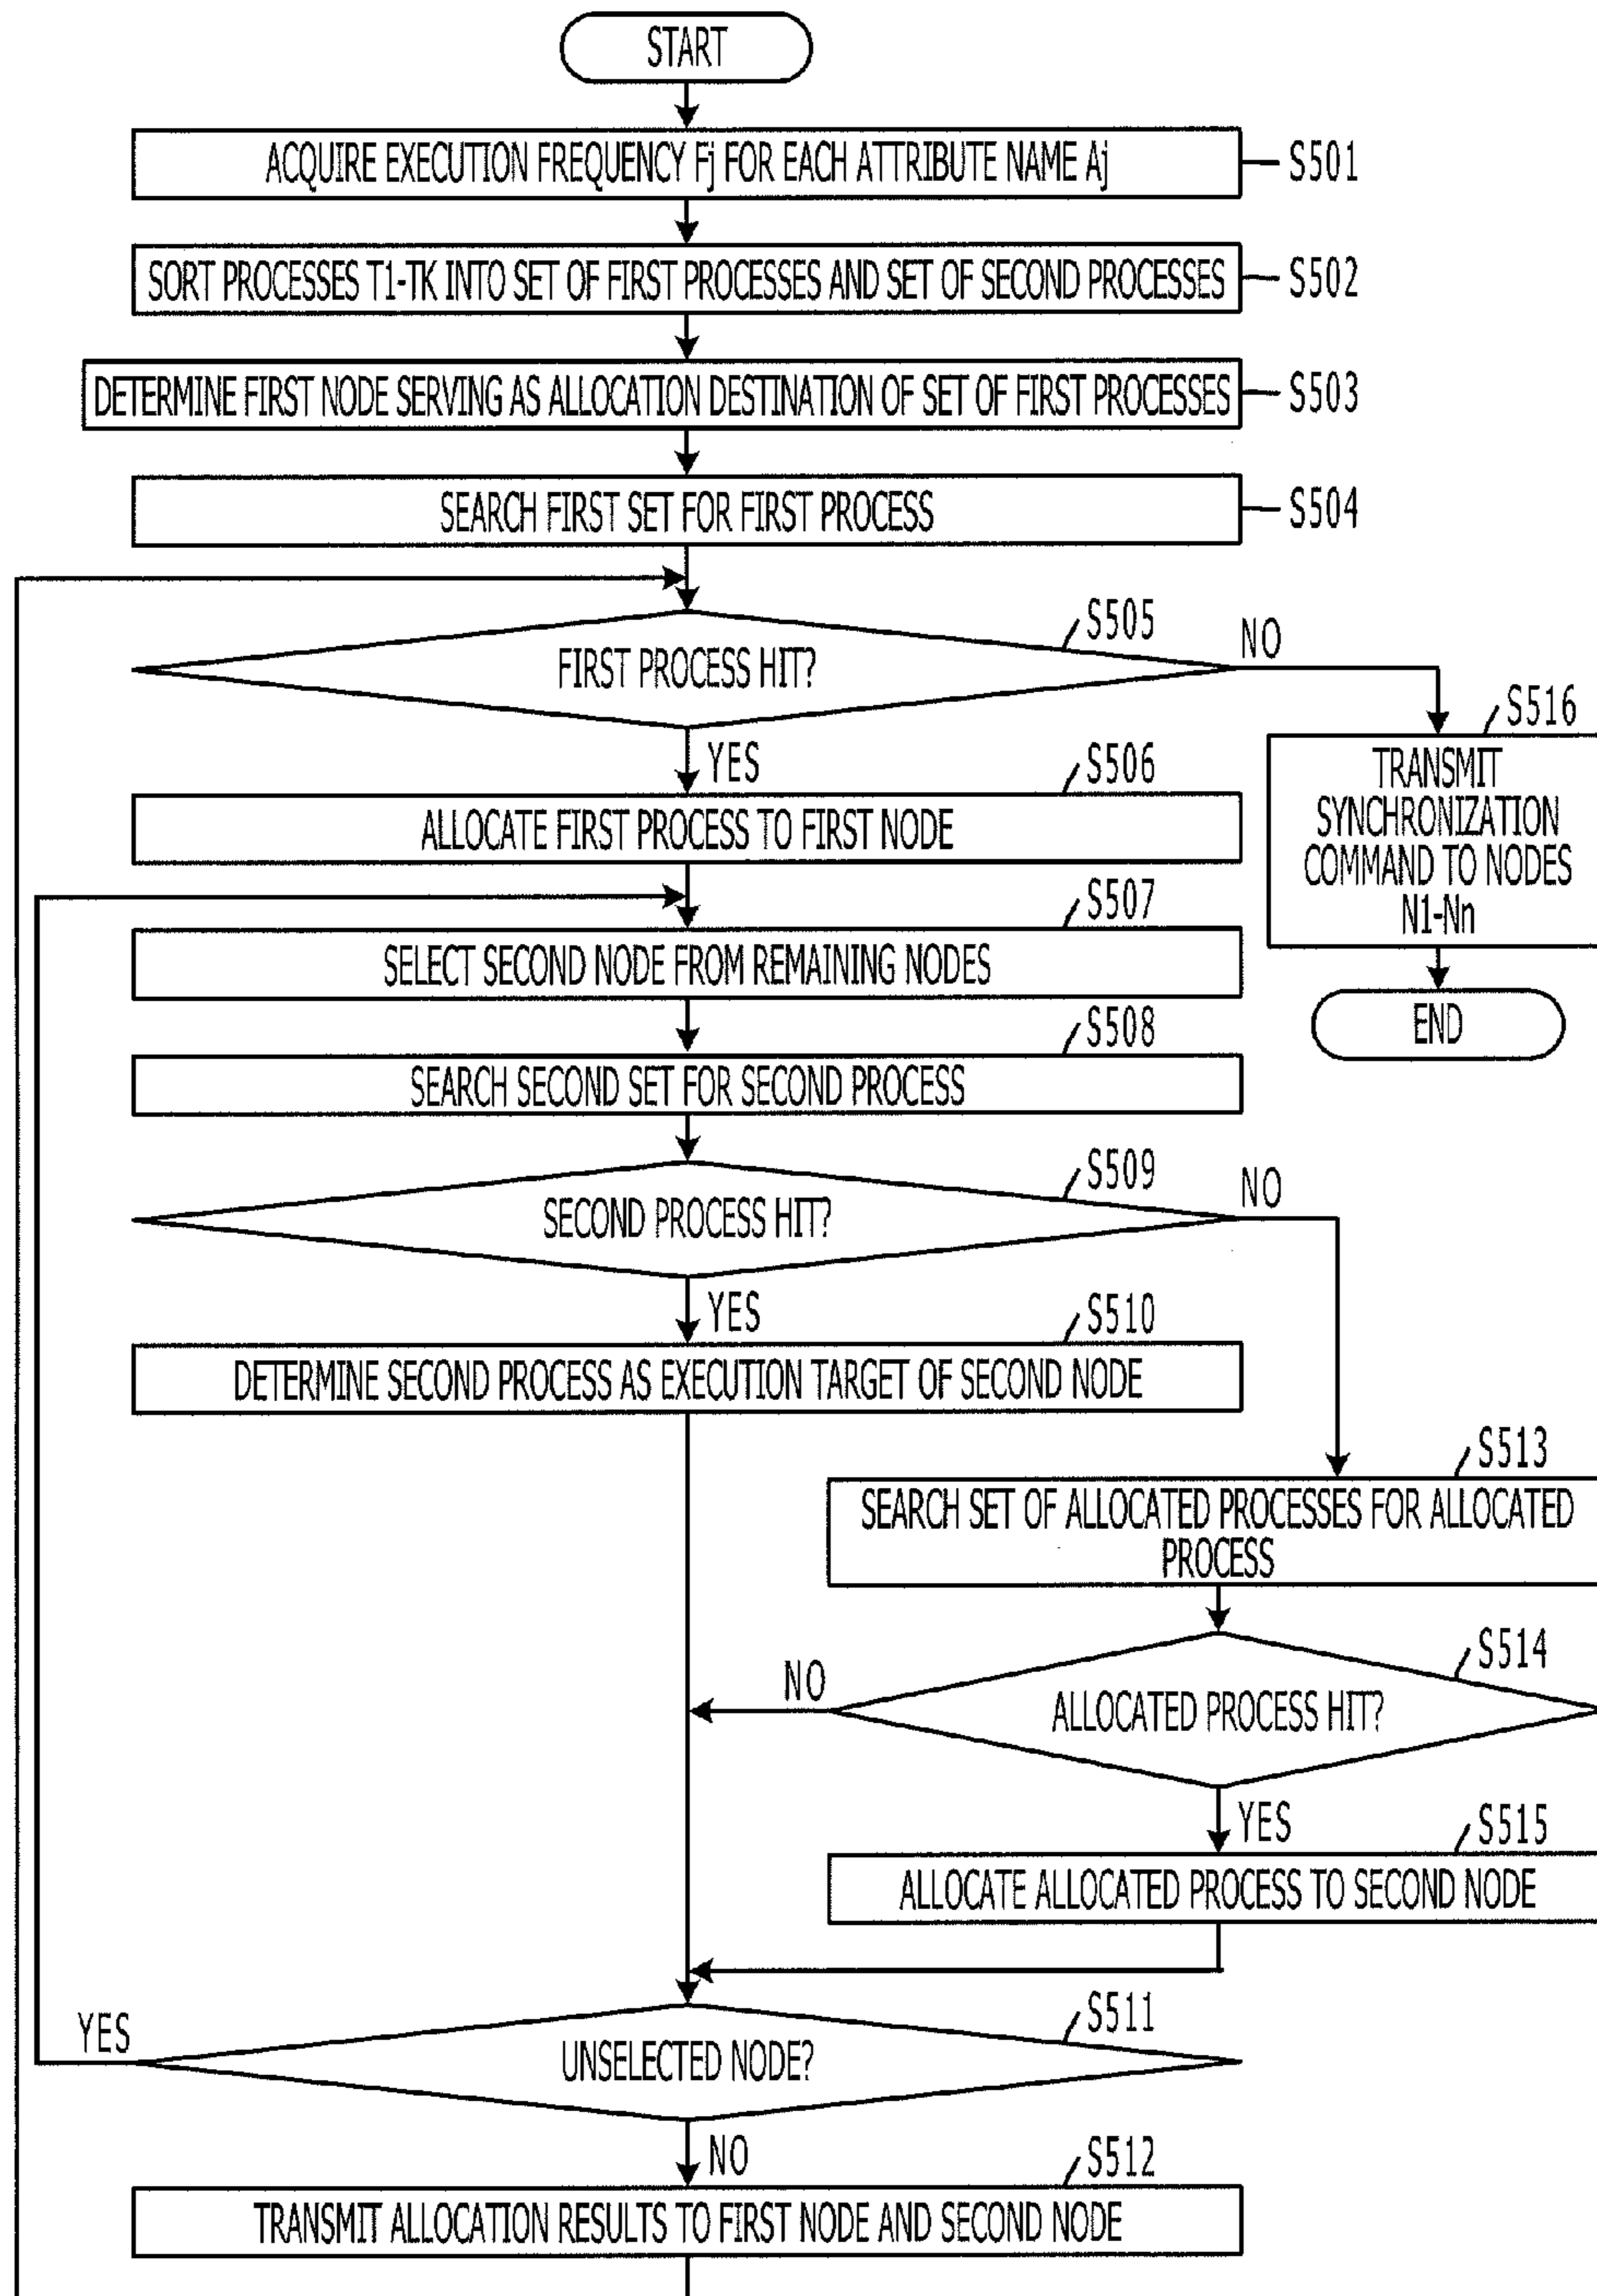 START
ACQUIRE EXECUTION FREQUENCY Fj FOR EACH ATTRIBUTE NAME Aj
S501
SORT PROCESSES T1-TK INTO SET OF FIRST PROCESSES AND SET OF SECOND PROCESSES
S502
DETERMINE FIRST NODE SERVING AS ALLOCATION DESTINATION OF SET OF FIRST PROCESSES
S503
SEARCH FIRST SET FOR FIRST PROCESS
S504
S505
FIRST PROCESS HIT?
NO
YES
S516
TRANSMIT
SYNCHRONIZATION
COMMAND TO NODES
N1-Nn
END
S506
ALLOCATE FIRST PROCESS TO FIRST NODE
S507
SELECT SECOND NODE FROM REMAINING NODES
S508
SEARCH SECOND SET FOR SECOND PROCESS
S509
SECOND PROCESS HIT?
NO
YES
S510
DETERMINE SECOND PROCESS AS EXECUTION TARGET OF SECOND NODE
S513
SEARCH SET OF ALLOCATED PROCESSES FOR ALLOCATED
PROCESS
S514
ALLOCATED PROCESS HIT?
NO
YES
S515
ALLOCATE ALLOCATED PROCESS TO SECOND NODE
S511
UNSELECTED NODE?
YES
NO
S512
TRANSMIT ALLOCATION RESULTS TO FIRST NODE AND SECOND NODE